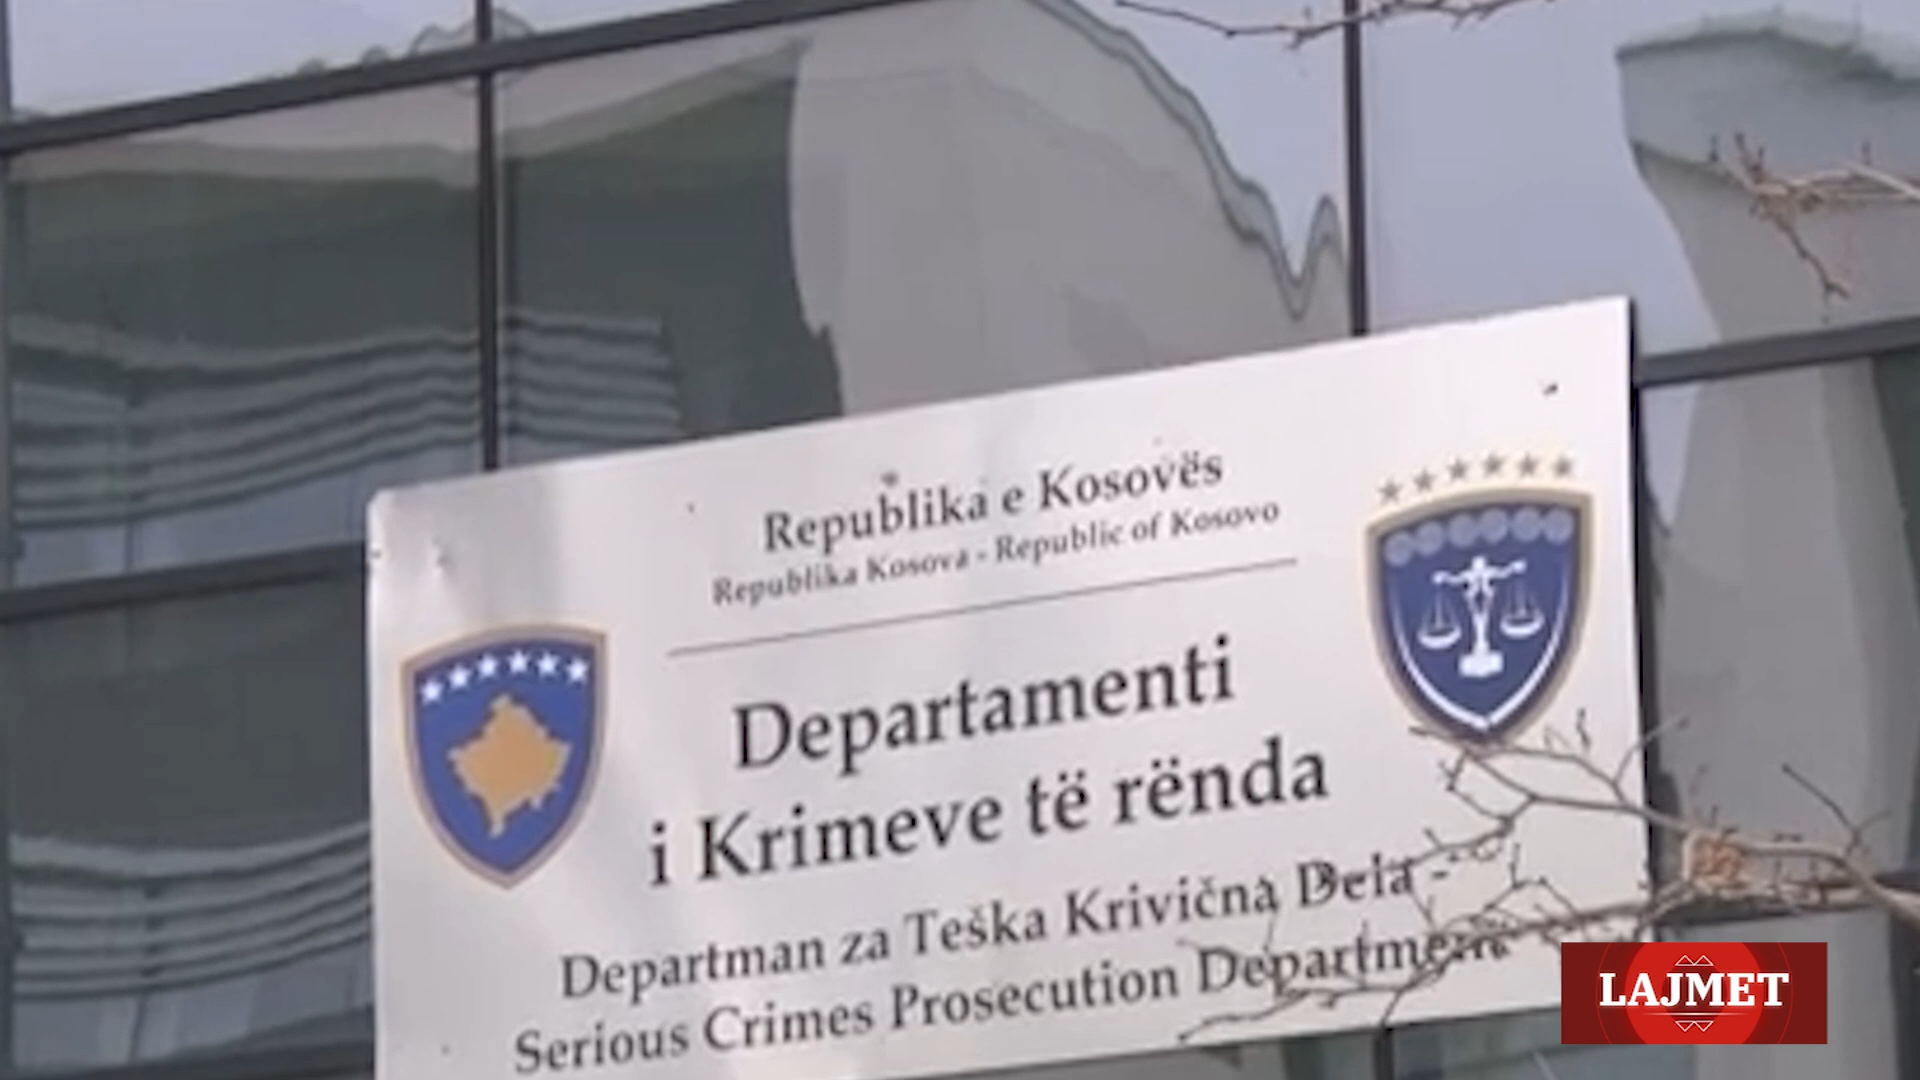 Republika e Kosovës
Republika Kosova - Republic of Kosovo
Departamenti
i Krimeve të rënda
Departman za Teška Krivična Dela -
Serious Crimes Prosecution Department
LAJMET